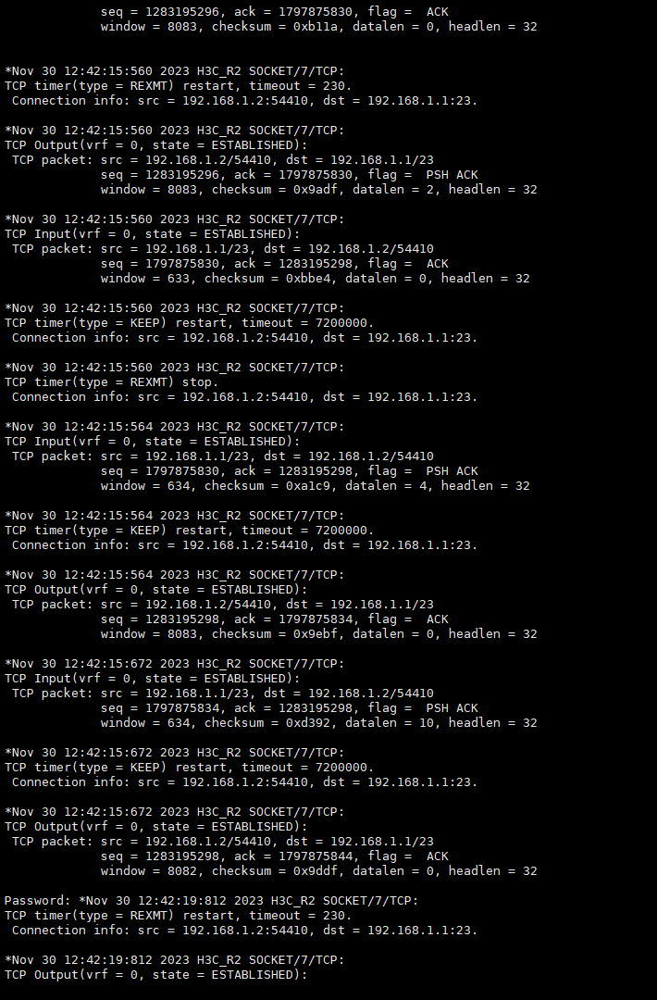 seq = 1283195296, ack = 1797875830, flag =  ACK
window = 8083, checksum = 0xb11a, datalen = 0, headlen = 32
*Nov 30 12:42:15:560 2023 H3C_R2 SOCKET/7/TCP:
TCP timer(type = REXMT) restart, timeout = 230.
Connection info: src = 192.168.1.2:54410, dst = 192.168.1.1:23.
*Nov 30 12:42:15:560 2023 H3C_R2 SOCKET/7/TCP:
TCP Output(vrf = 0, state = ESTABLISHED):
TCP packet: src = 192.168.1.2/54410, dst = 192.168.1.1/23
seq = 1283195296, ack = 1797875830, flag =  PSH ACK
window = 8083, checksum = 0x9adf, datalen = 2, headlen = 32
*Nov 30 12:42:15:560 2023 H3C_R2 SOCKET/7/TCP:
TCP Input(vrf = 0, state = ESTABLISHED):
TCP packet: src = 192.168.1.1/23, dst = 192.168.1.2/54410
seq = 1797875830, ack = 1283195298, flag =  ACK
window = 633, checksum = 0xbbe4, datalen = 0, headlen = 32
*Nov 30 12:42:15:560 2023 H3C_R2 SOCKET/7/TCP:
TCP timer(type = KEEP) restart, timeout = 7200000.
Connection info: src = 192.168.1.2:54410, dst = 192.168.1.1:23.
*Nov 30 12:42:15:560 2023 H3C_R2 SOCKET/7/TCP:
TCP timer(type = REXMT) stop.
Connection info: src = 192.168.1.2:54410, dst = 192.168.1.1:23.
*Nov 30 12:42:15:564 2023 H3C_R2 SOCKET/7/TCP:
TCP Input(vrf = 0, state = ESTABLISHED):
TCP packet: src = 192.168.1.1/23, dst = 192.168.1.2/54410
seq = 1797875830, ack = 1283195298, flag =  PSH ACK
window = 634, checksum = 0xa1c9, datalen = 4, headlen = 32
*Nov 30 12:42:15:564 2023 H3C_R2 SOCKET/7/TCP:
TCP timer(type = KEEP) restart, timeout = 7200000.
Connection info: src = 192.168.1.2:54410, dst = 192.168.1.1:23.
*Nov 30 12:42:15:564 2023 H3C_R2 SOCKET/7/TCP:
TCP Output(vrf = 0, state = ESTABLISHED):
TCP packet: src = 192.168.1.2/54410, dst = 192.168.1.1/23
seq = 1283195298, ack = 1797875834, flag =  ACK
window = 8083, checksum = 0x9ebf, datalen = 0, headlen = 32
*Nov 30 12:42:15:672 2023 H3C_R2 SOCKET/7/TCP:
TCP Input(vrf = 0, state = ESTABLISHED):
TCP packet: src = 192.168.1.1/23, dst = 192.168.1.2/54410
seq = 1797875834, ack = 1283195298, flag =  PSH ACK
window = 634, checksum = 0xd392, datalen = 10, headlen = 32
*Nov 30 12:42:15:672 2023 H3C_R2 SOCKET/7/TCP:
TCP timer(type = KEEP) restart, timeout = 7200000.
Connection info: src = 192.168.1.2:54410, dst = 192.168.1.1:23.
*Nov 30 12:42:15:672 2023 H3C_R2 SOCKET/7/TCP:
TCP Output(vrf = 0, state = ESTABLISHED):
TCP packet: src = 192.168.1.2/54410, dst = 192.168.1.1/23
seq = 1283195298, ack = 1797875844, flag =  ACK
window = 8082, checksum = 0x9ddf, datalen = 0, headlen = 32
Password: *Nov 30 12:42:19:812 2023 H3C_R2 SOCKET/7/TCP:
TCP timer(type = REXMT) restart, timeout = 230.
Connection info: src = 192.168.1.2:54410, dst = 192.168.1.1:23.
*Nov 30 12:42:19:812 2023 H3C_R2 SOCKET/7/TCP:
TCP Output(vrf = 0, state = ESTABLISHED):